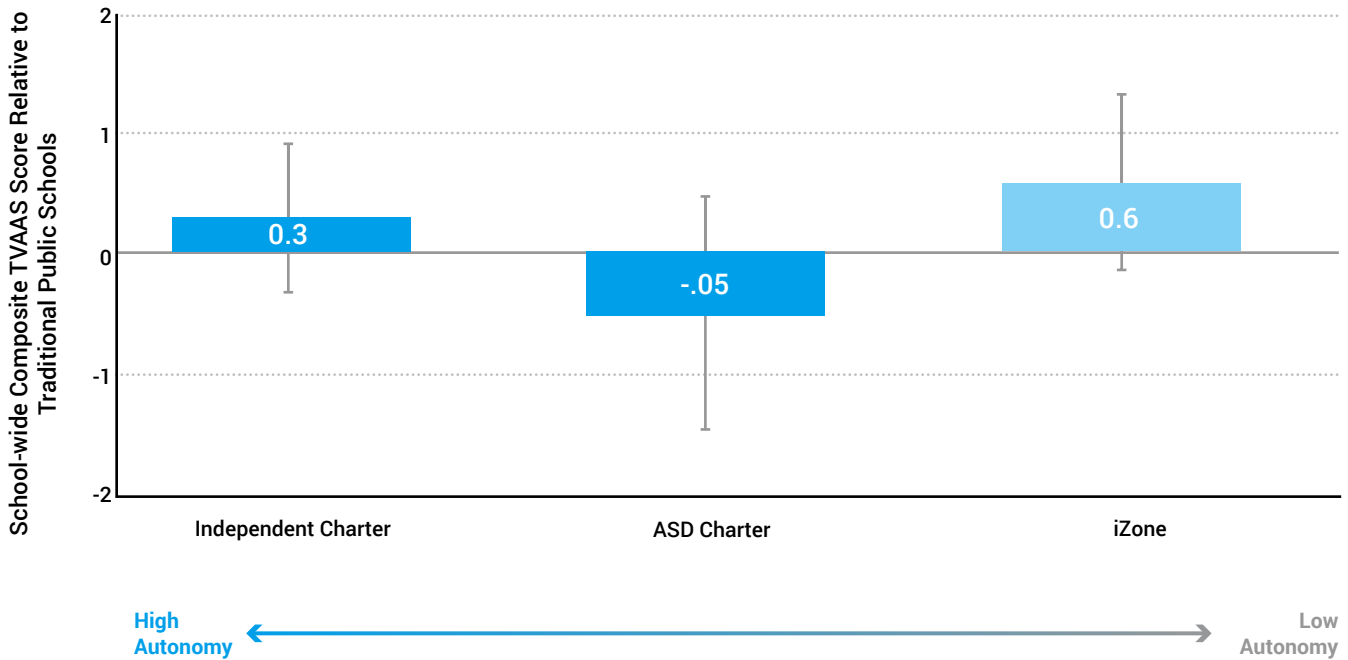 School-wide Composite TVAAS Score Relative to
Traditional Public Schools
2
1
0
-1
-2
0.3
-.05
0.6
Independent Charter
ASD Charter
iZone
High
Autonomy
Low
Autonomy